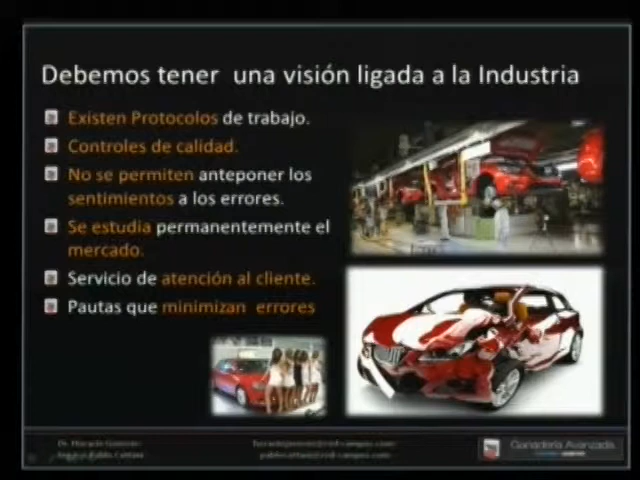 Debemos tener una visión ligada a la Industria
Existen Protocolos de trabajo.
Controles de calidad.
No se permiten anteponer los
sentimientos a los errores.
Se estudia permanentemente el
mercado.
Servicio de atención al cliente.
Pautas que minimizan errores
Ganadería Avanzada